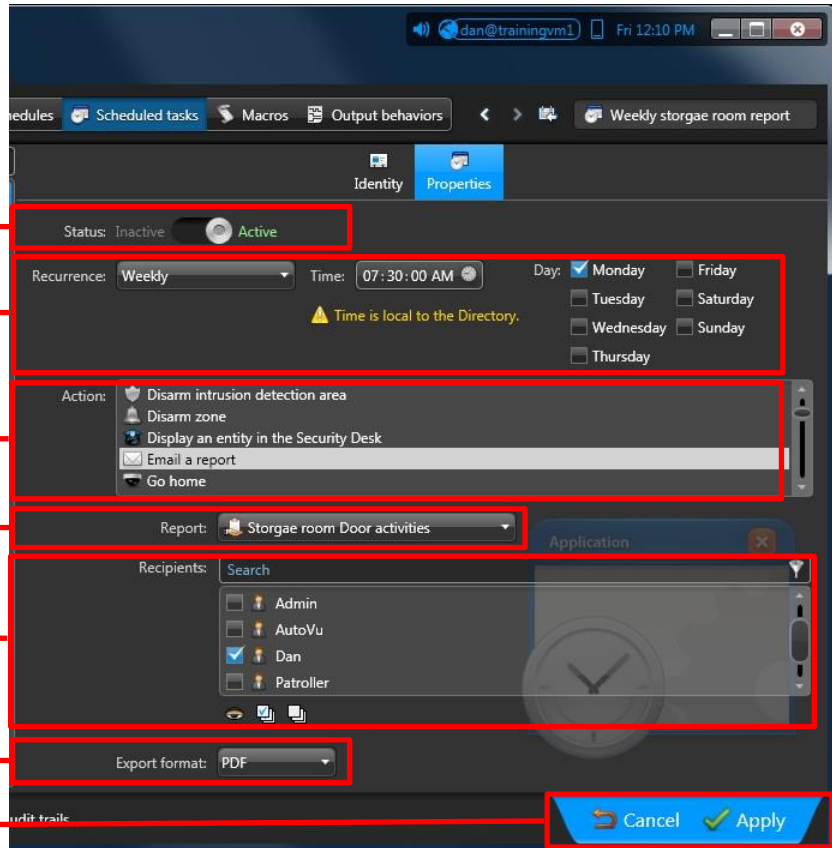 dan@trainingvm1 Fri 12:10 PM
edules Scheduled tasks Macros Output behaviors Weekly storgae room report
Identity Properties
Status: Inactive Active
Recurrence: Weekly Time: 07:30:00 AM Day: Monday Friday
Time is local to the Directory. Tuesday Saturday
Wednesday Sunday
Thursday
Action: Disarm intrusion detection area
Disarm zone
Display an entity in the Security Desk
Email a report
Go home
Report: Storgae room Door activities
Application
Recipients: Search
Admin
AutoVu
Dan
Patroller
Export format: PDF
udit trails Cancel Apply